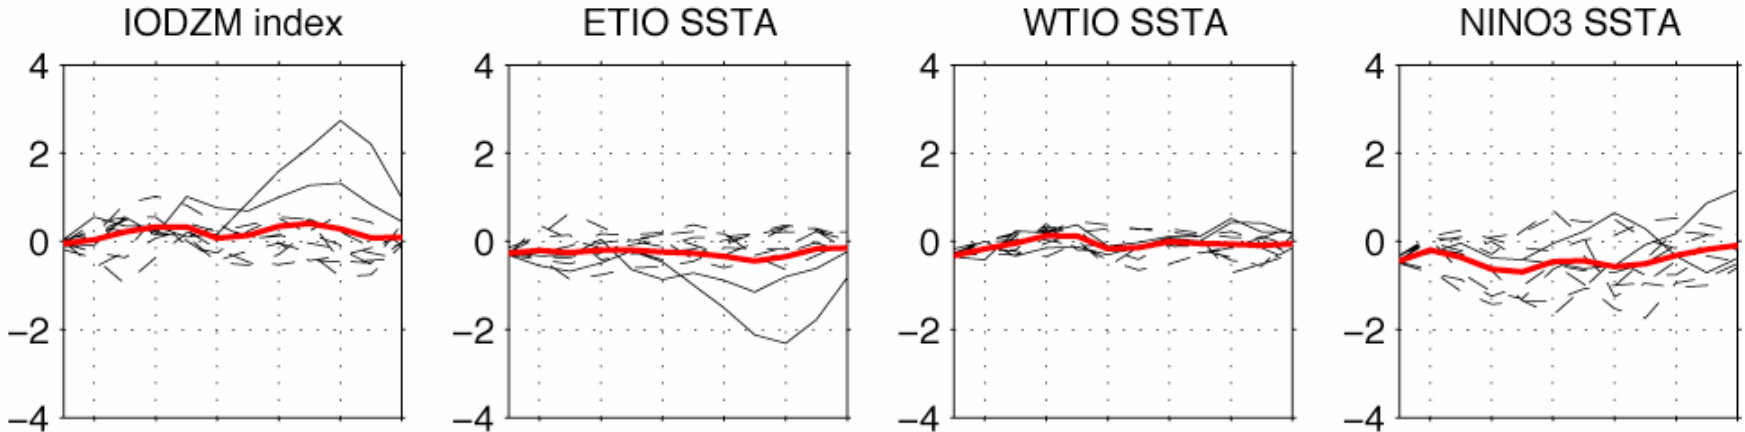 IODZM index ETIO SSTA WTIO SSTA NINO3 SSTA
4 4 4 4
2 2 2 2
0 0 0 0
−2 −2 −2 −2
−4 −4 −4 −4